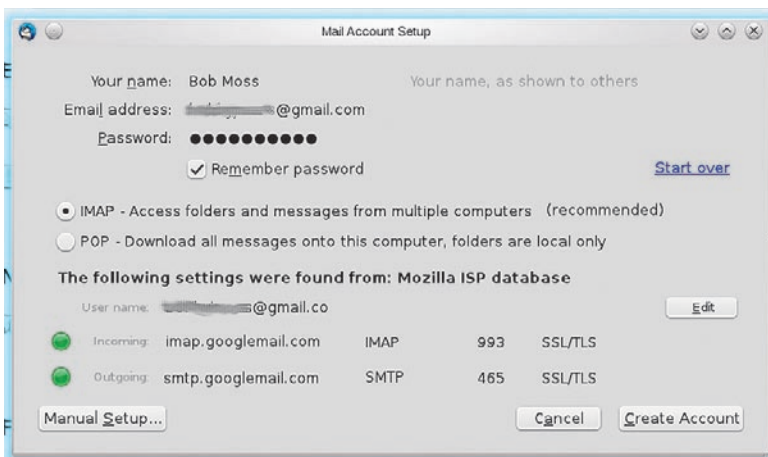 Mail Account Setup
Your name: Bob Moss Your name, as shown to others
Email address: @gmail.com
Password: ●●●●●●●●●●
Remember password Start over
IMAP - Access folders and messages from multiple computers (recommended)
POP - Download all messages onto this computer, folders are local only
The following settings were found from: Mozilla ISP database
User name: @gmail.co Edit
Incoming: imap.googlemail.com IMAP 993 SSL/TLS
Outgoing: smtp.googlemail.com SMTP 465 SSL/TLS
Manual Setup... Cancel Create Account